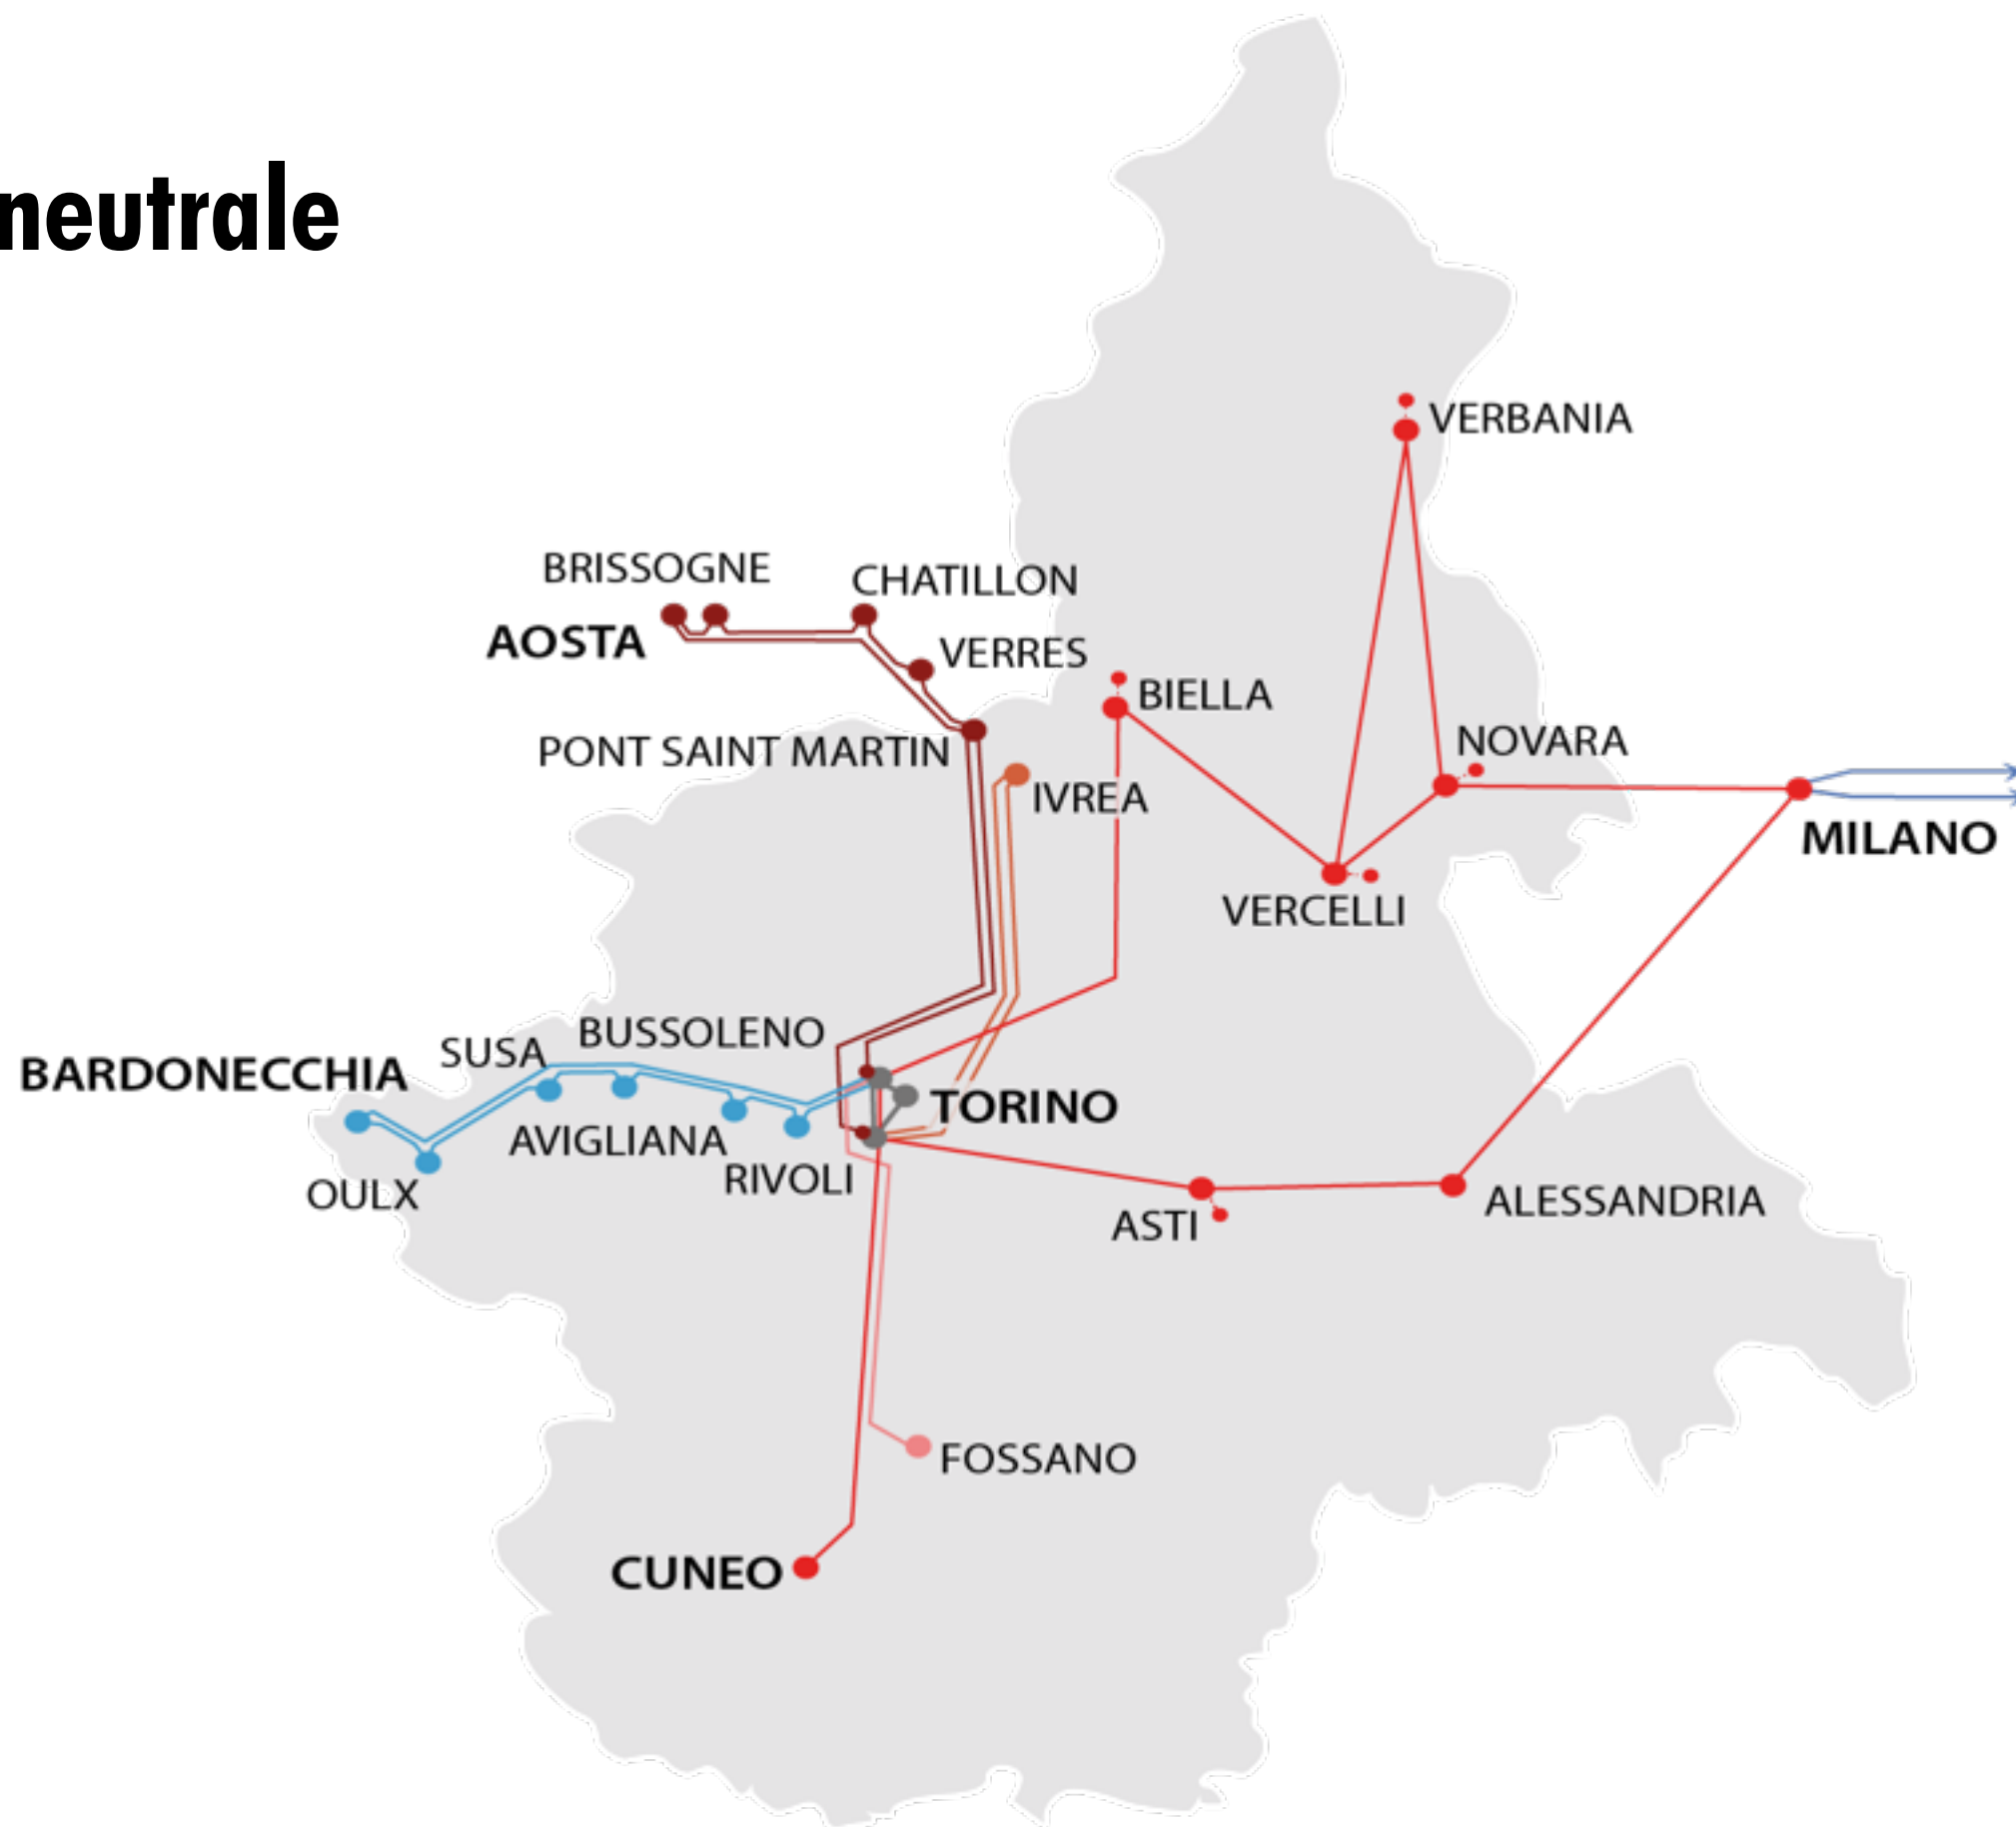 neutrale
VERBANIA
BRISSOGNE
CHATILLON
AOSTA
VERRES
BIELLA
PONT SAINT MARTIN
NOVARA
IVREA
MILANO
VERCELLI
BUSSOLENO
SUSA
BARDONECCHIA
TORINO
AVIGLIANA
RIVOLI
OULX
ALESSANDRIA
ASTI
FOSSANO
CUNEO